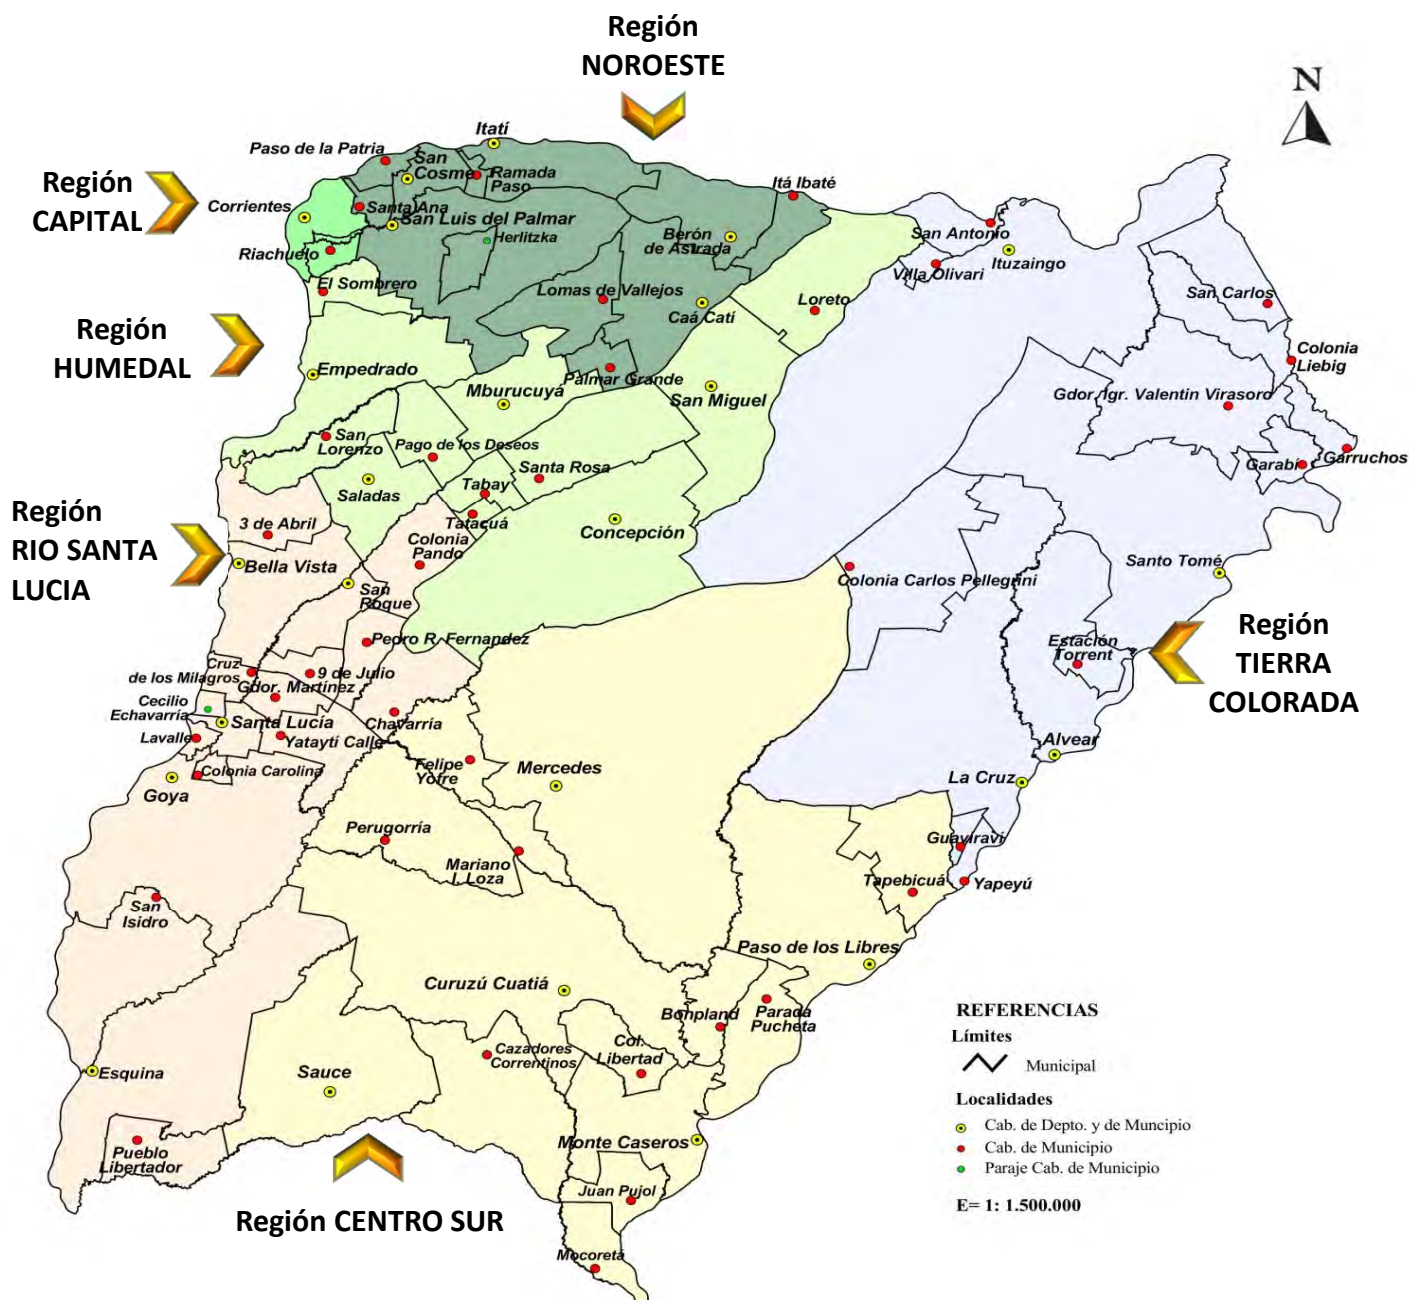 Región
NOROESTE
N
Itatí
Paso de la Patria
San
Cosme
Ramada
Paso
Itá Ibaté
Región
CAPITAL
Corrientes
Santa Ana
San Luis del Palmar
Herlitzka
Berón
de Astrada
San Antonio
Ituzaingo
Riachuelo
Villa Olivari
El Sombrero
Lomas de Vallejos
Caá Catí
Loreto
San Carlos
Región
HUMEDAL
Colonia
Liebig
Empedrado
Palmar Grande
Mburucuyá
San Miguel
Gdor. Igr. Valentin Virasoro
San
Lorenzo
Pago de los Deseos
Garabí
Garruchos
Santa Rosa
Saladas
Tabay
Tatacuá
Región
RIO SANTA
LUCIA
3 de Abril
Colonia
Pando
Concepción
Bella Vista
San
Roque
Colonia Carlos Pellegrini
Santo Tomé
Pedro R. Fernandez
Estación
Torrent
Región
TIERRA
COLORADA
Cruz
de los Milagros
9 de Julio
Gdor. Martínez
Cecilio
Echavarría
Santa Lucía
Chavarría
Lavalle
Yataytí Calle
Alvear
Colonia Carolina
Goya
Felipe
Yofre
Mercedes
La Cruz
Perugorría
Mariano
I. Loza
Guaviraví
Tapebicuá
Yapeyú
San
Isidro
Paso de los Libres
Curuzú Cuatiá
Bonpland
Parada
Pucheta
Cazadores
Correntinos
Col.
Libertad
Esquina
Sauce
Monte Caseros
Pueblo
Libertador
Juan Pujol
Mocoretá
Región CENTRO SUR
REFERENCIAS
Límites
Municipal
Localidades
Cab. de Depto. y de Muncipio
Cab. de Municipio
Paraje Cab. de Municipio
E= 1: 1.500.000